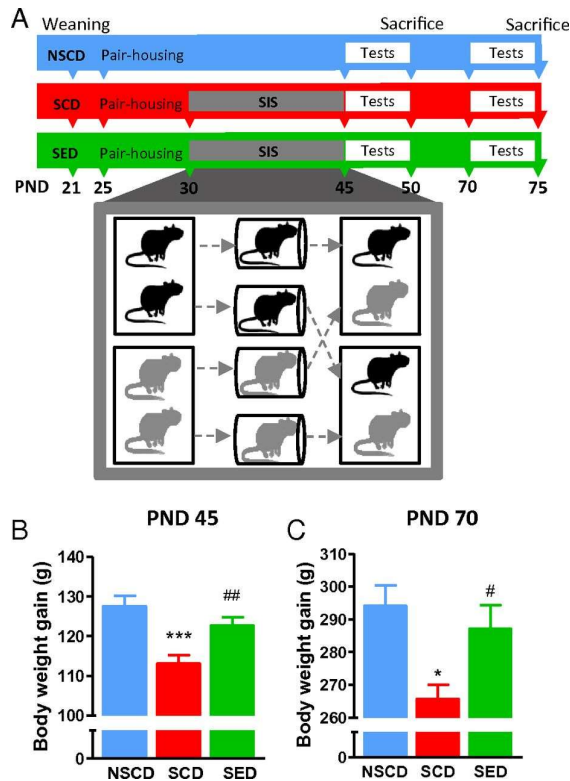 A
Weaning Sacrifice Sacrifice
NSCD Pair-housing Tests Tests
SCD Pair-housing SIS Tests Tests
SED Pair-housing SIS Tests Tests
PND 21 25 30 45 50 70 75
B
PND 45
Body weight gain (g)
140
130
120
110
100
0
***
##
NSCD SCD SED
C
PND 70
Body weight gain (g)
310
300
290
280
270
260
0
*
#
NSCD SCD SED